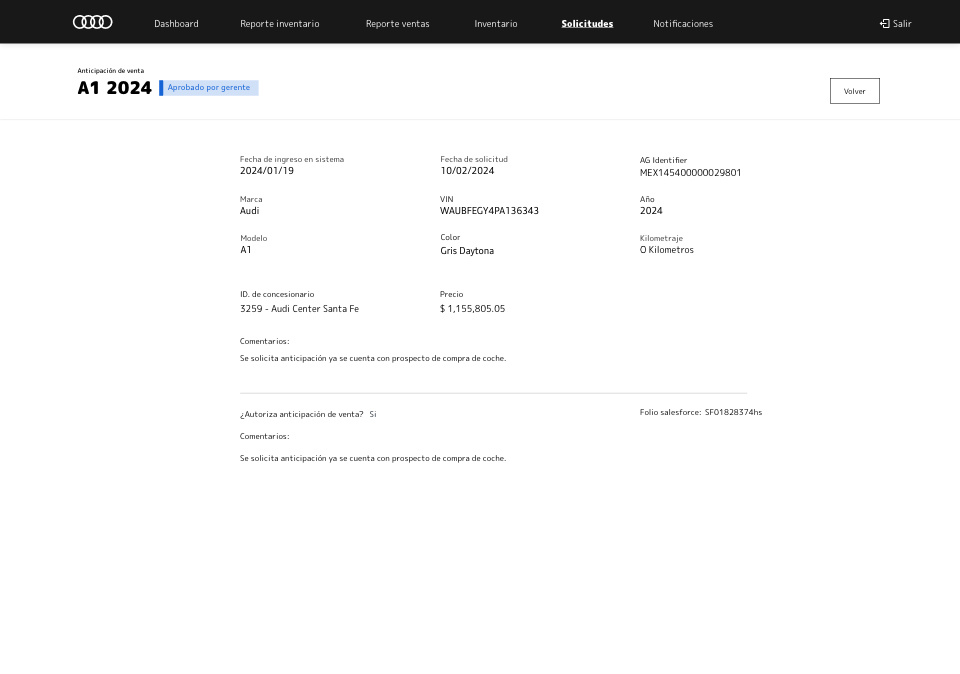 Dashboard Reporte inventario Reporte ventas Inventario Solicitudes Notificaciones Salir
Anticipación de venta
A1 2024 Aprobado por gerente
Volver
Fecha de ingreso en sistema Fecha de solicitud AG Identifier
2024/01/19 10/02/2024 MEX145400000029801
Marca VIN Año
Audi WAUBFEGY4PA136343 2024
Modelo Color Kilometraje
A1 Gris Daytona 0 Kilometros
ID. de concesionario Precio
3259 - Audi Center Santa Fe $ 1,155,805.05
Comentarios:
Se solicita anticipación ya se cuenta con prospecto de compra de coche.
¿Autoriza anticipación de venta? Si Folio salesforce: SF01828374hs
Comentarios:
Se solicita anticipación ya se cuenta con prospecto de compra de coche.